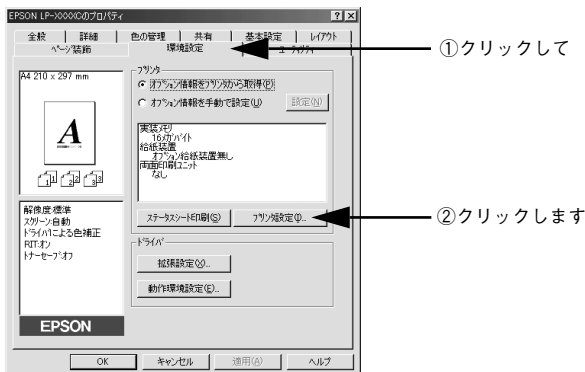 EPSON LP-XXXXCのプロパティ
全般 詳細 色の管理 共有 基本設定 レイアウト
ページ装飾 環境設定 ユーティリティ
①クリックして
A4 210 x 297 mm
A
1 2 3
プリンタ
オプション情報をプリンタから取得(P)
オプション情報を手動で設定(U) 設定(N)
実装メモリ
16メガバイト
給紙装置
オプション給紙装置無し
両面印刷ユニット
なし
ステータスシート印刷(S) プリンタ設定(I)...
②クリックします
解像度:標準
スクリーン:自動
ドライバによる色補正
RIT:オン
トナーセーブ:オフ
ドライバ
拡張設定(X)...
動作環境設定(E)...
EPSON
OK キャンセル 適用(A) ヘルプ